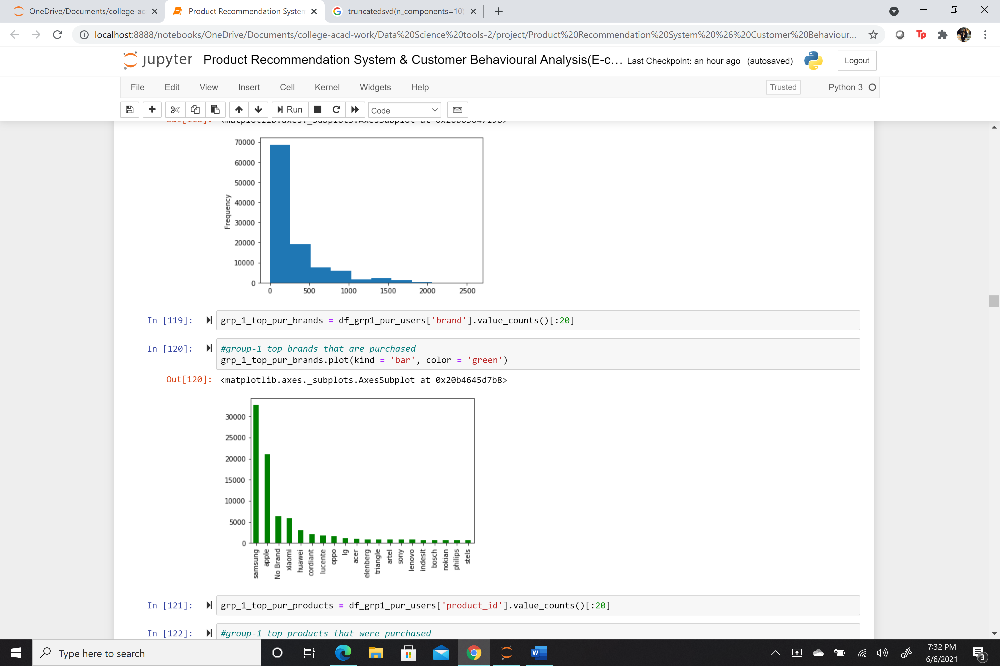 OneDrive/Documents/college-ac
Product Recommendation System
truncatedsvd(n_components=10)
localhost:8888/notebooks/OneDrive/Documents/college-acad-work/Data%20Science%20tools-2/project/Product%20Recommendation%20System%20%26%20Customer%20Behaviour...
Tp
jupyter Product Recommendation System & Customer Behavioural Analysis(E-c... Last Checkpoint: an hour ago (autosaved) Logout
File Edit View Insert Cell Kernel Widgets Help Trusted Python 3
Run Code
70000
60000
50000
40000
30000
20000
10000
0
Frequency
0 500 1000 1500 2000 2500
In [119]: grp_1_top_pur_brands = df_grp1_pur_users['brand'].value_counts()[:20]
In [120]: #group-1 top brands that are purchased
grp_1_top_pur_brands.plot(kind = 'bar', color = 'green')
Out[120]: <matplotlib.axes._subplots.AxesSubplot at 0x20b4645d7b8>
30000
25000
20000
15000
10000
5000
0
samsung apple No Brand xiaomi huawei cordiant lucente oppo lg acer elenberg triangle artel sony lenovo indesit bosch nokian philips stels
In [121]: grp_1_top_pur_products = df_grp1_pur_users['product_id'].value_counts()[:20]
In [122]: #group-1 top products that were purchased
Type here to search
W
7:32 PM
6/6/2021
3